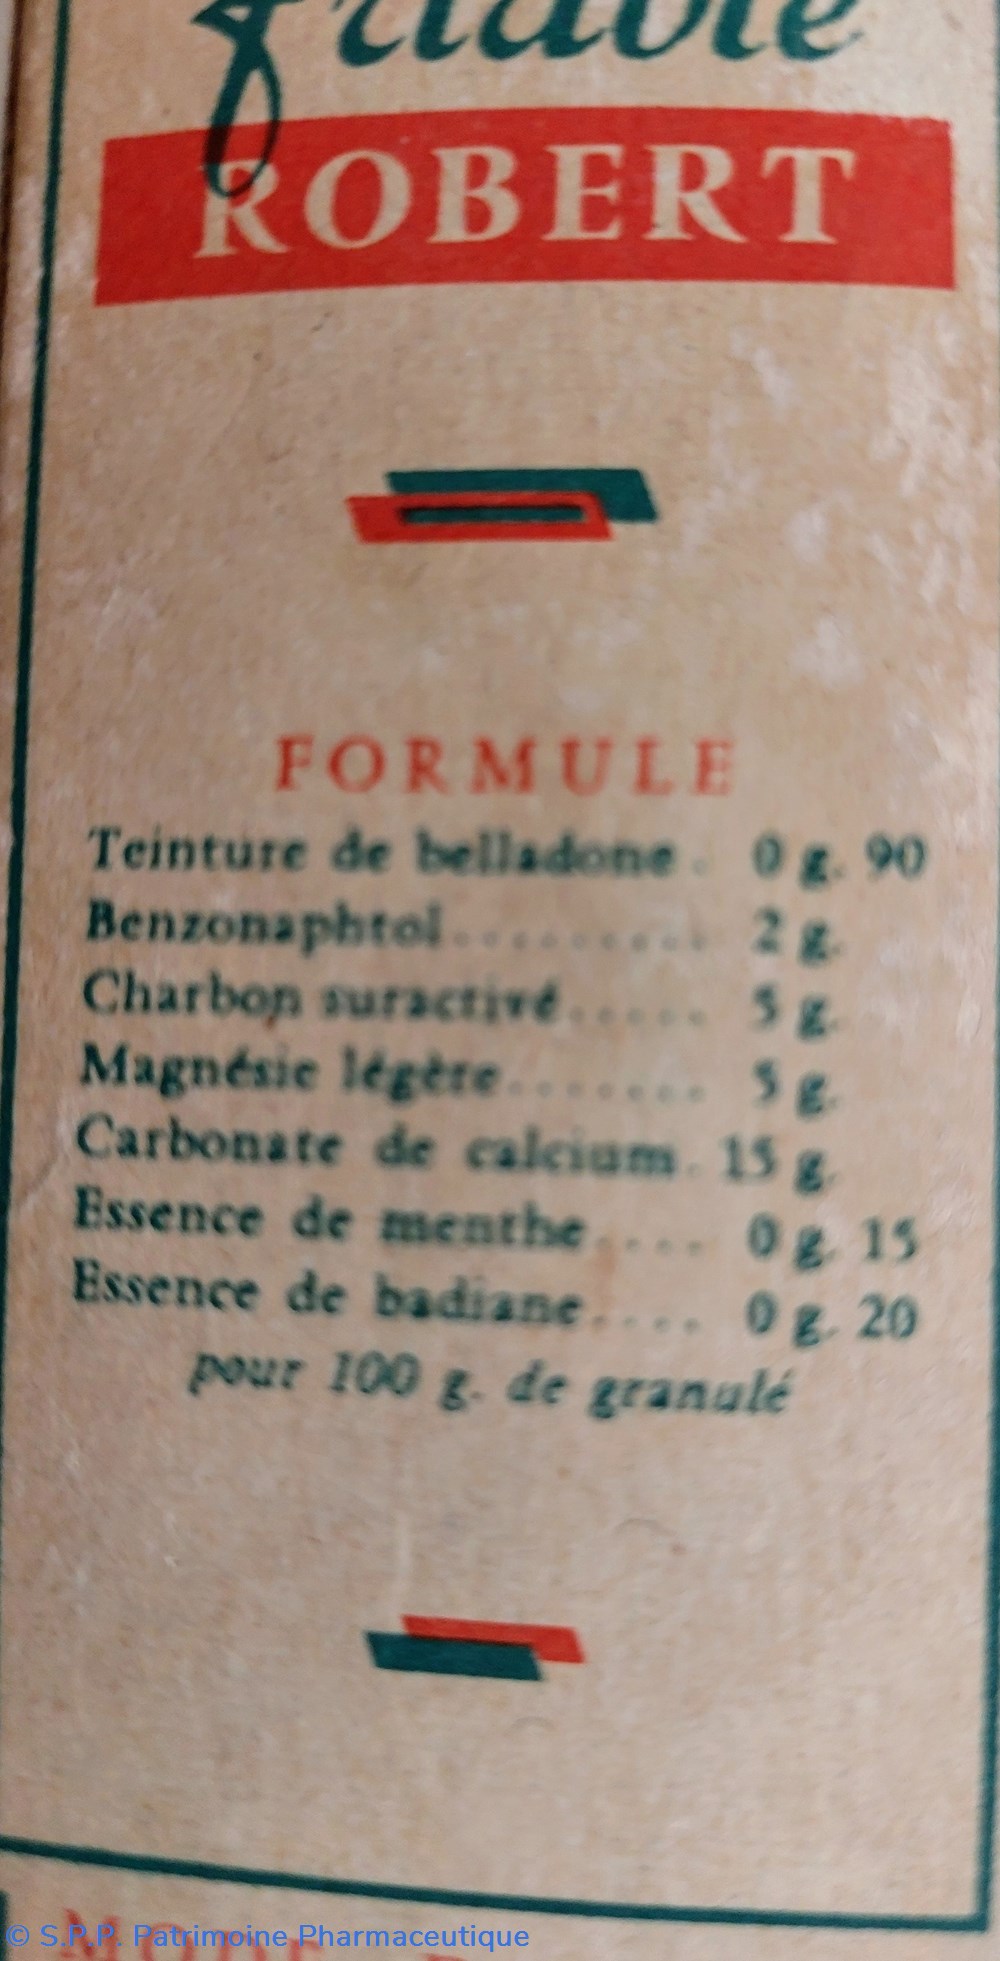 friable
ROBERT
FORMULE
Teinture de belladone . 0 g. 90
Benzonaphtol.......... 2 g.
Charbon suractivé..... 5 g.
Magnésie légère....... 5 g.
Carbonate de calcium. 15 g.
Essence de menthe.... 0 g. 15
Essence de badiane.... 0 g. 20
pour 100 g. de granulé
© S.P.P. Patrimoine Pharmaceutique